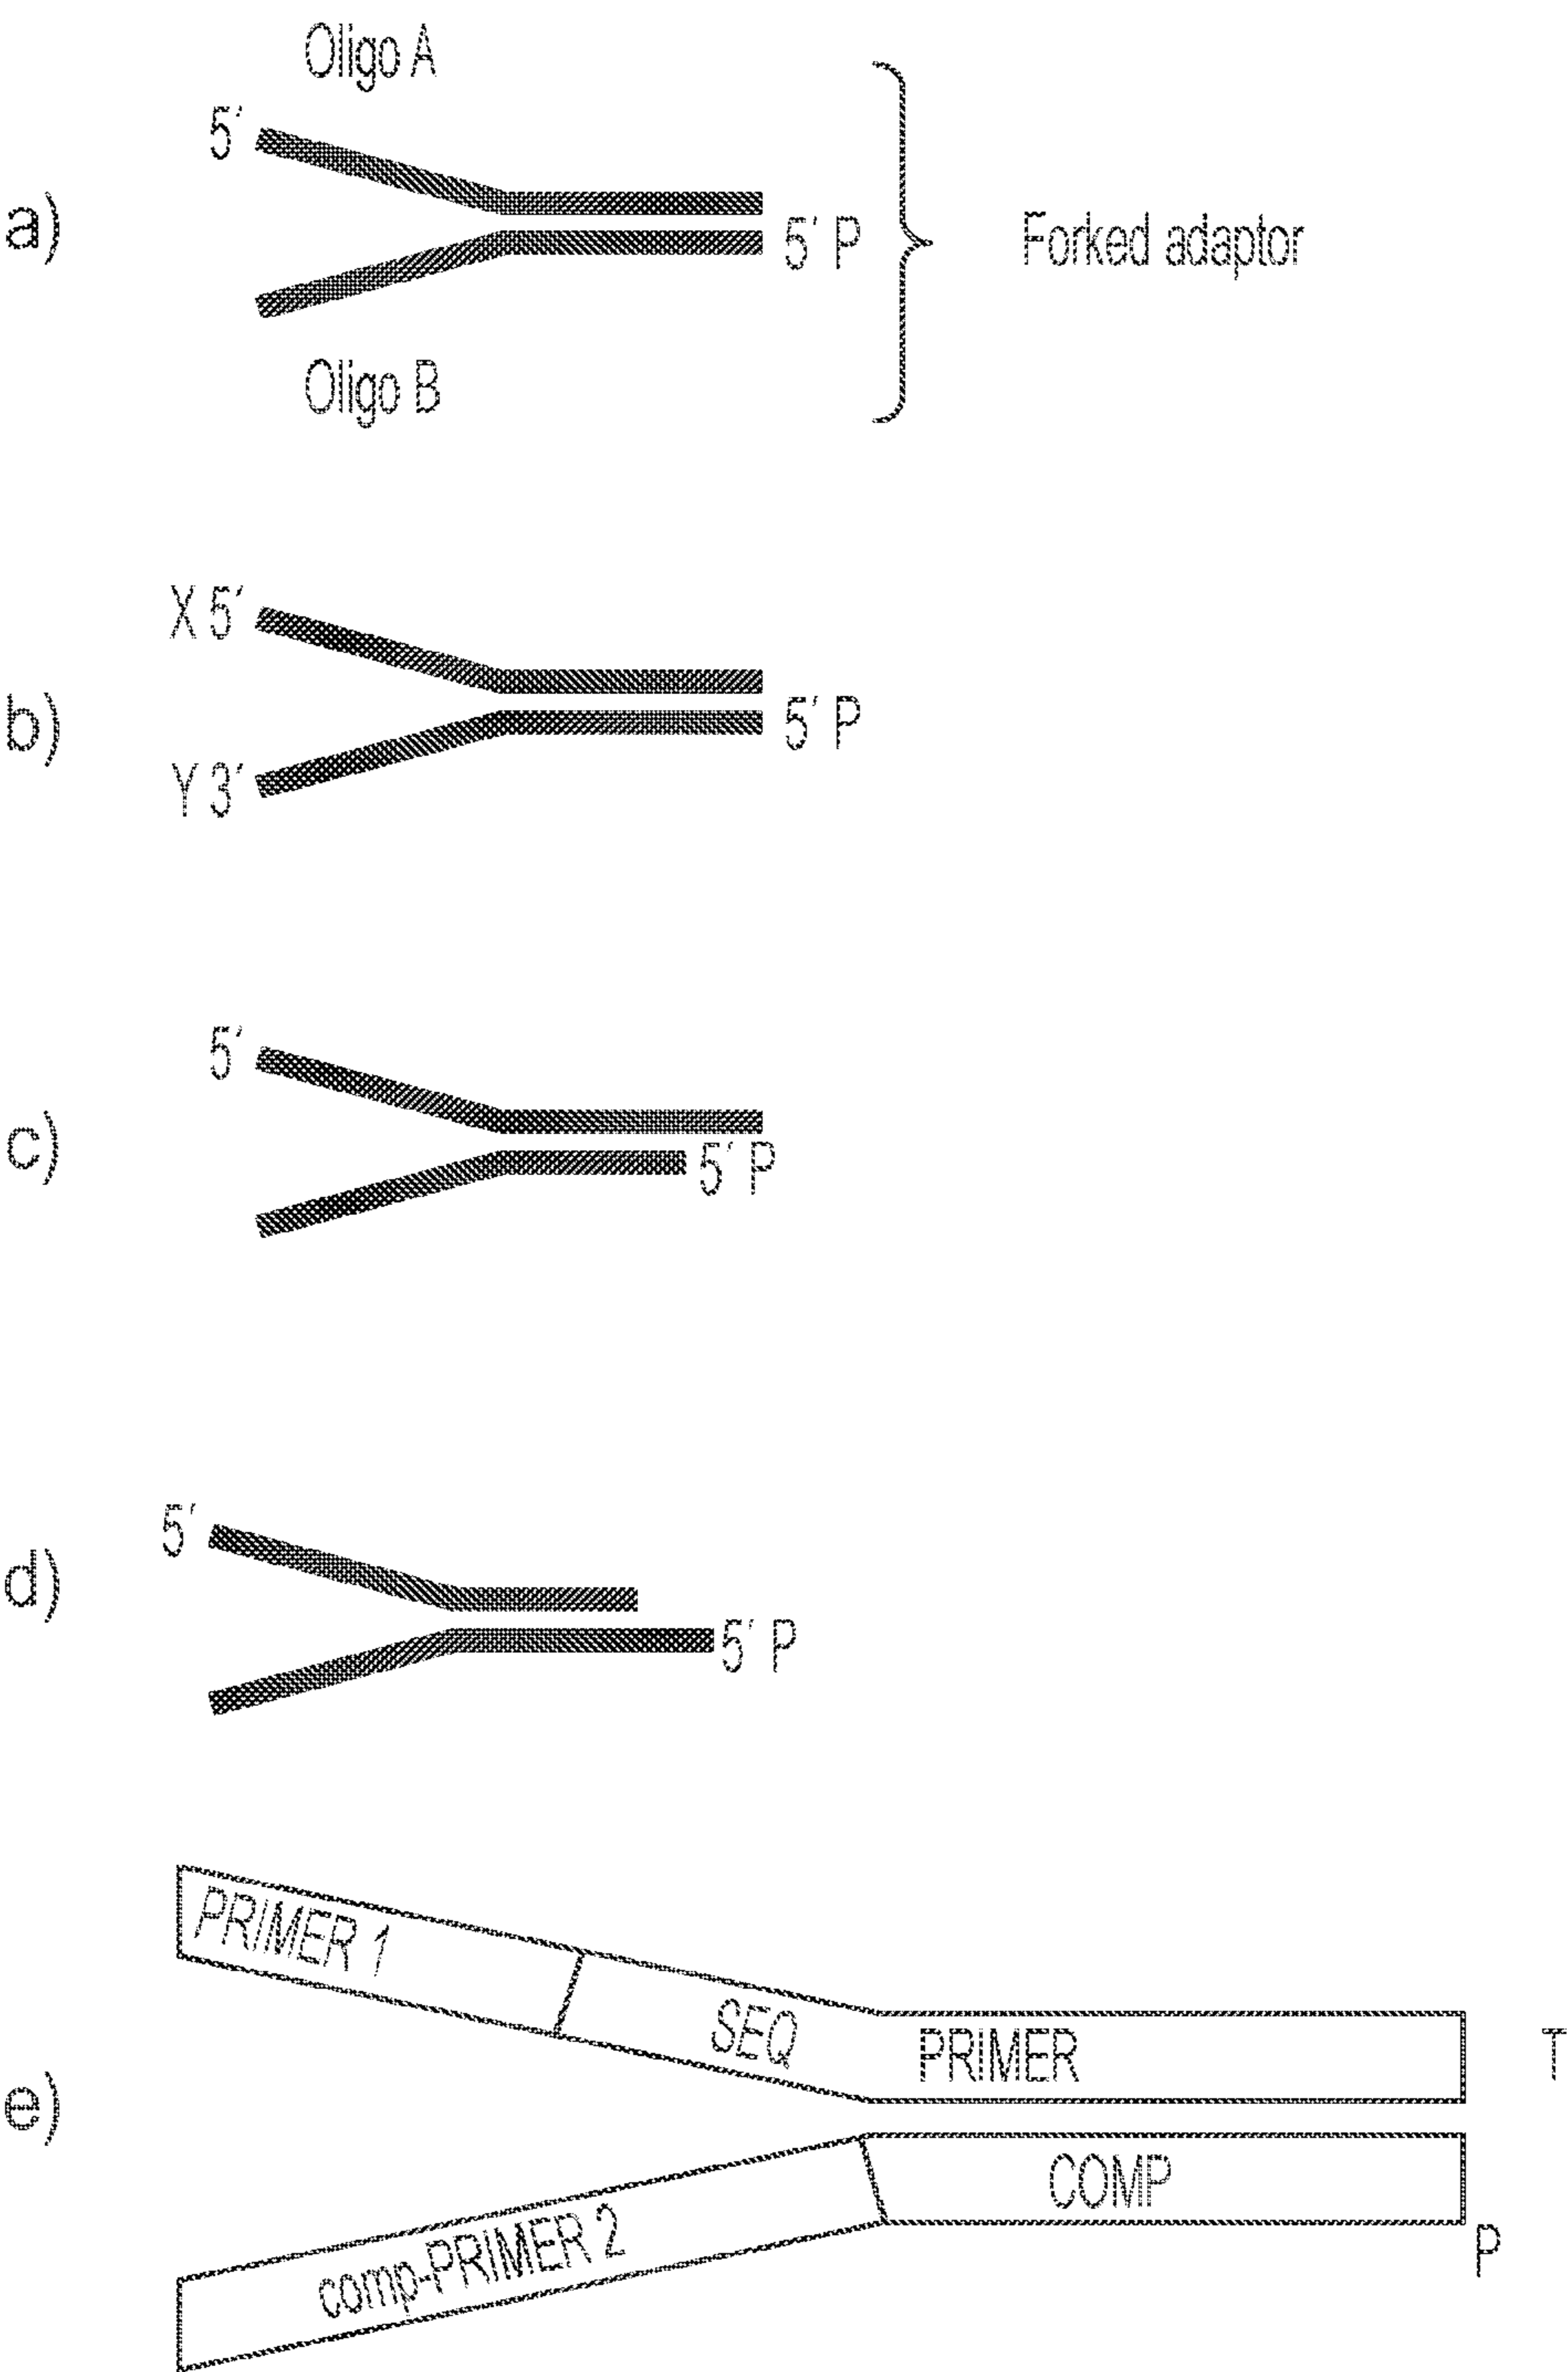 Oligo A
5′
a)
5′ P
Forked adaptor
Oligo B
X 5′
b)
5′ P
Y 3′
5′
c)
5′ P
5′
d)
5′ P
PRIMER 1
SEQ
PRIMER
T
e)
COMP
comp-PRIMER 2
P